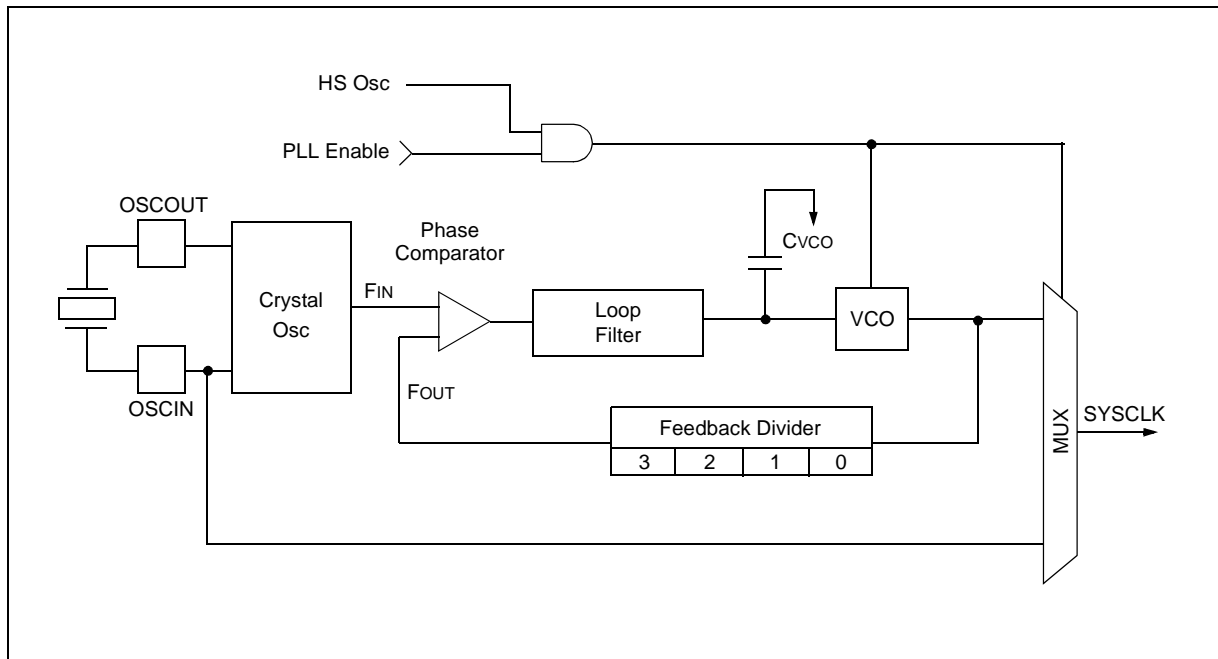 HS Osc
PLL Enable
OSCOUT
Phase
Comparator
CVCO
Crystal
Osc
FIN
Loop
Filter
VCO
OSCIN
FOUT
Feedback Divider
3 2 1 0
MUX
SYSCLK